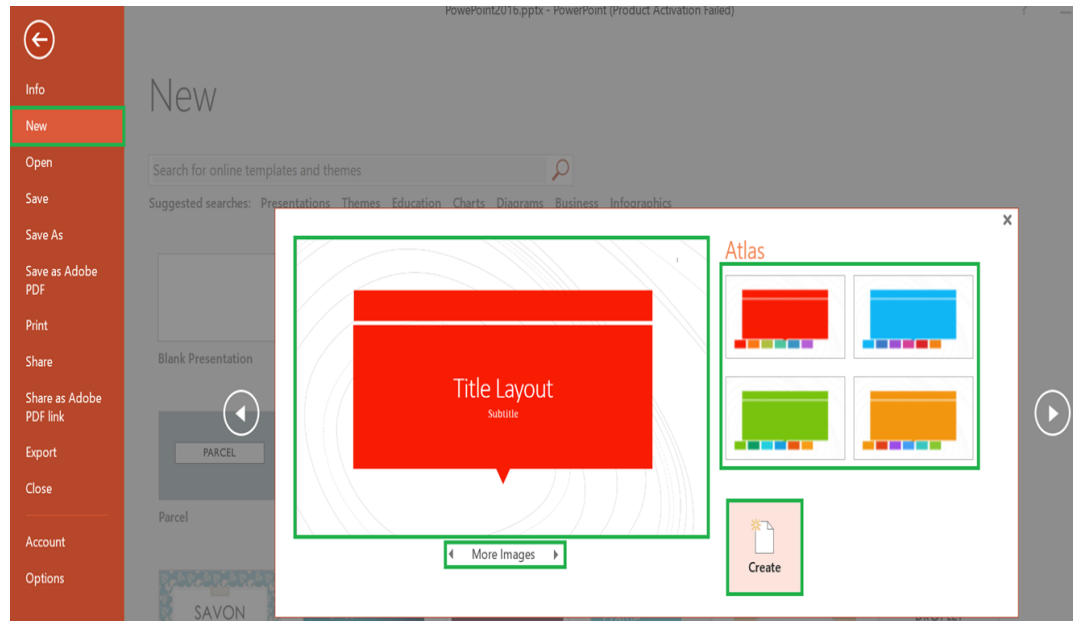 PowePoint2016.pptx - PowerPoint (Product Activation Failed)
?
Info
New
Open
Save
Save As
Save as Adobe
PDF
Print
Share
Share as Adobe
PDF link
Export
Close
Account
Options
New
Search for online templates and themes
Suggested searches: Presentations Themes Education Charts Diagrams Business Infographics
Blank Presentation
PARCEL
Parcel
SAVON
x
Atlas
Title Layout
Subtitle
More Images
Create
DROPLET